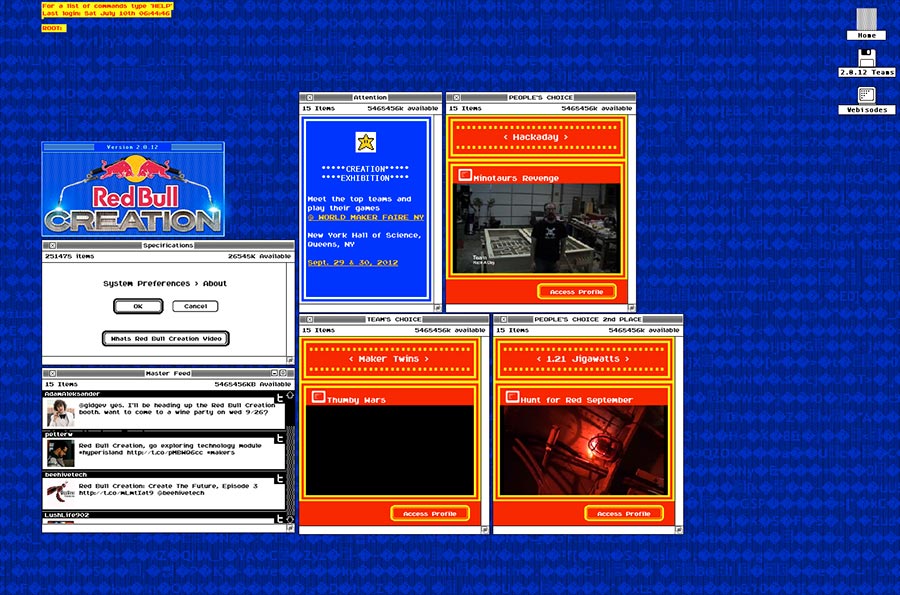 For a list of commands type 'HELP'
Last login: Sat July 10th 06:44:46
ROOT:
Home
2.0.12 Teams
Webisodes
Version 2.0.12
Red Bull
CREATION
Specifications
25147S items
26545K Available
System Preferences > About
OK
Cancel
Whats Red Bull Creation Video
Master Feed
15 Items
5465456KB Available
AdamAleksander
@gidgey yes, I'll be heading up the Red Bull Creation
booth, want to come to a wine party on wed 9/26?
petterw
Red Bull Creation, go exploring technology module
*hyperisland http://t.co/pMBWO6cc *makers
beehivetech
Red Bull Creation: Create The Future, Episode 3
http://t.co/mLmtIat9 @beehivetech
LushLife902
Attention
15 Items
5465456k available
*****CREATION*****
****EXHIBITION****
Meet the top teams and
play their games
@ WORLD MAKER FAIRE NY
New York Hall of Science,
Queens, NY
Sept. 29 & 30, 2012
PEOPLE'S CHOICE
15 Items
5465456k available
< Hackaday >
Minotaurs Revenge
Team
Hack A Day
Access Profile
TEAM'S CHOICE
15 Items
5465456k available
< Maker Twins >
Thumby Wars
Access Profile
PEOPLE'S CHOICE 2nd PLACE
15 Items
5465456k available
< 1.21 Jigawatts >
Hunt for Red September
Access Profile